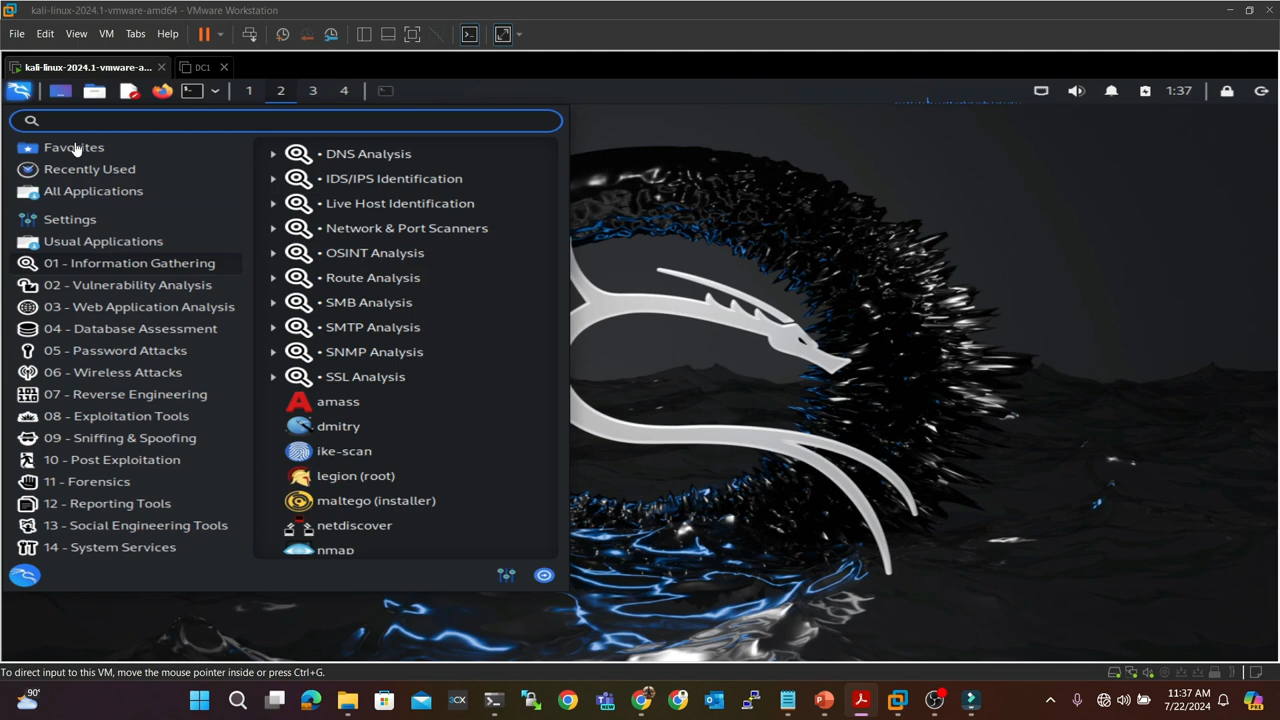 kali-linux-2024.1-vmware-amd64 - VMware Workstation
File Edit View VM Tabs Help
kali-linux-2024.1-vmware-a... DC1
1 2 3 4 1:37
Favorites
Recently Used
All Applications
Settings
Usual Applications
01 - Information Gathering
02 - Vulnerability Analysis
03 - Web Application Analysis
04 - Database Assessment
05 - Password Attacks
06 - Wireless Attacks
07 - Reverse Engineering
08 - Exploitation Tools
09 - Sniffing & Spoofing
10 - Post Exploitation
11 - Forensics
12 - Reporting Tools
13 - Social Engineering Tools
14 - System Services
• DNS Analysis
• IDS/IPS Identification
• Live Host Identification
• Network & Port Scanners
• OSINT Analysis
• Route Analysis
• SMB Analysis
• SMTP Analysis
• SNMP Analysis
• SSL Analysis
amass
dmitry
ike-scan
legion (root)
maltego (installer)
netdiscover
nmap
To direct input to this VM, move the mouse pointer inside or press Ctrl+G.
90°
11:37 AM
7/22/2024